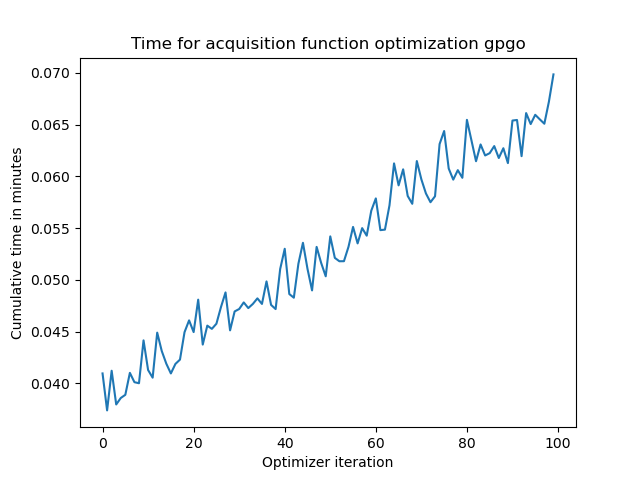 Time for acquisition function optimization gpgo
0.070
0.065
0.060
0.055
0.050
0.045
0.040
Cumulative time in minutes
0 20 40 60 80 100
Optimizer iteration